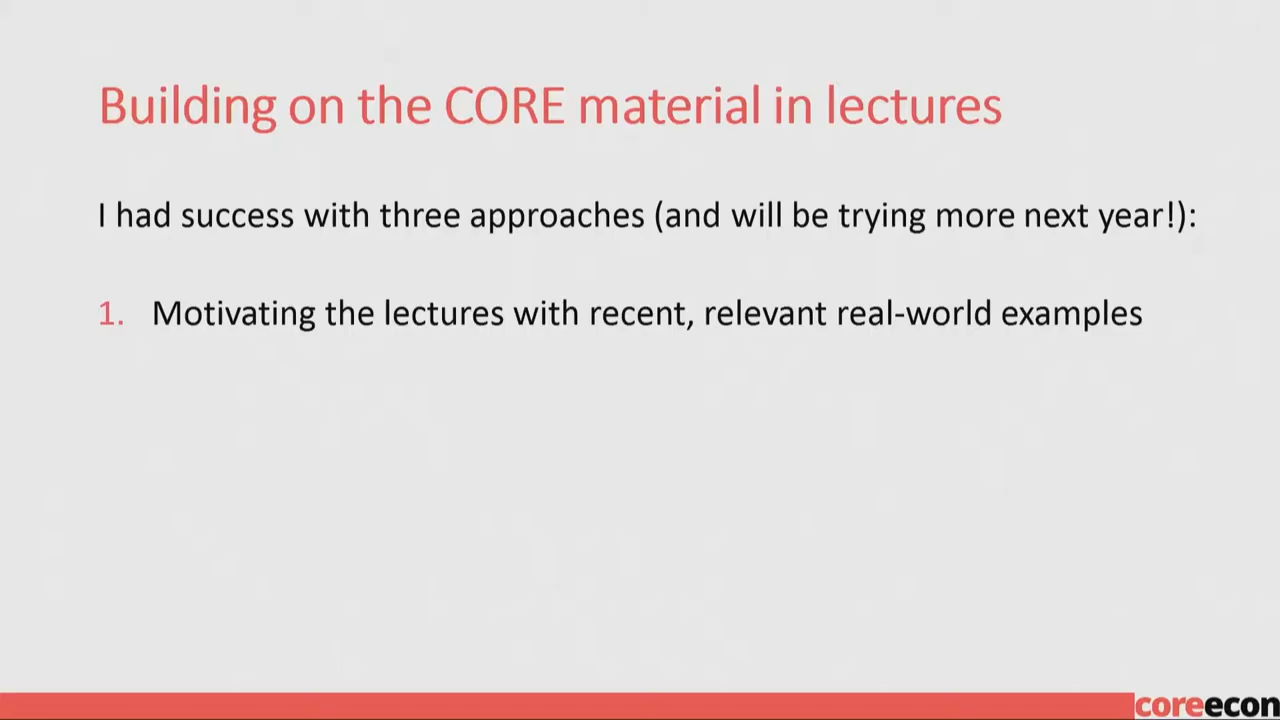 Building on the CORE material in lectures
I had success with three approaches (and will be trying more next year!):
1. Motivating the lectures with recent, relevant real-world examples
coreecon